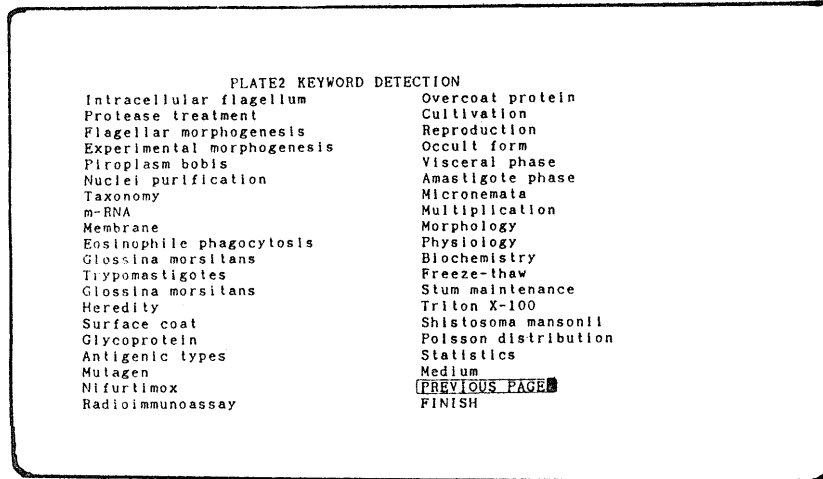 PLATE2 KEYWORD DETECTION
Intracellular flagellum
Protease treatment
Flagellar morphogenesis
Experimental morphogenesis
Piroplasm bobis
Nuclei purification
Taxonomy
m-RNA
Membrane
Eosinophile phagocytosis
Glossina morsitans
Trypomastigotes
Glossina morsitans
Heredity
Surface coat
Glycoprotein
Antigenic types
Mutagen
Nifurtimox
Radioimmunoassay
Overcoat protein
Cultivation
Reproduction
Occult form
Visceral phase
Amastigote phase
Micronemata
Multiplication
Morphology
Physiology
Biochemistry
Freeze-thaw
Stum maintenance
Triton X-100
Shistosoma mansonii
Poisson distribution
Statistics
Medium
PREVIOUS PAGE
FINISH